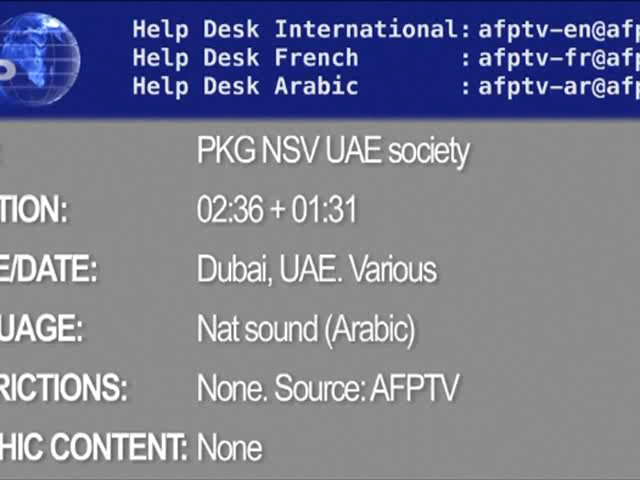 Help Desk International: afptv-en@afp
Help Desk French : afptv-fr@afp
Help Desk Arabic : afptv-ar@afp
P
: PKG NSV UAE society
TION: 02:36 + 01:31
E/DATE: Dubai, UAE. Various
UAGE: Nat sound (Arabic)
RICTIONS: None. Source: AFPTV
HIC CONTENT: None